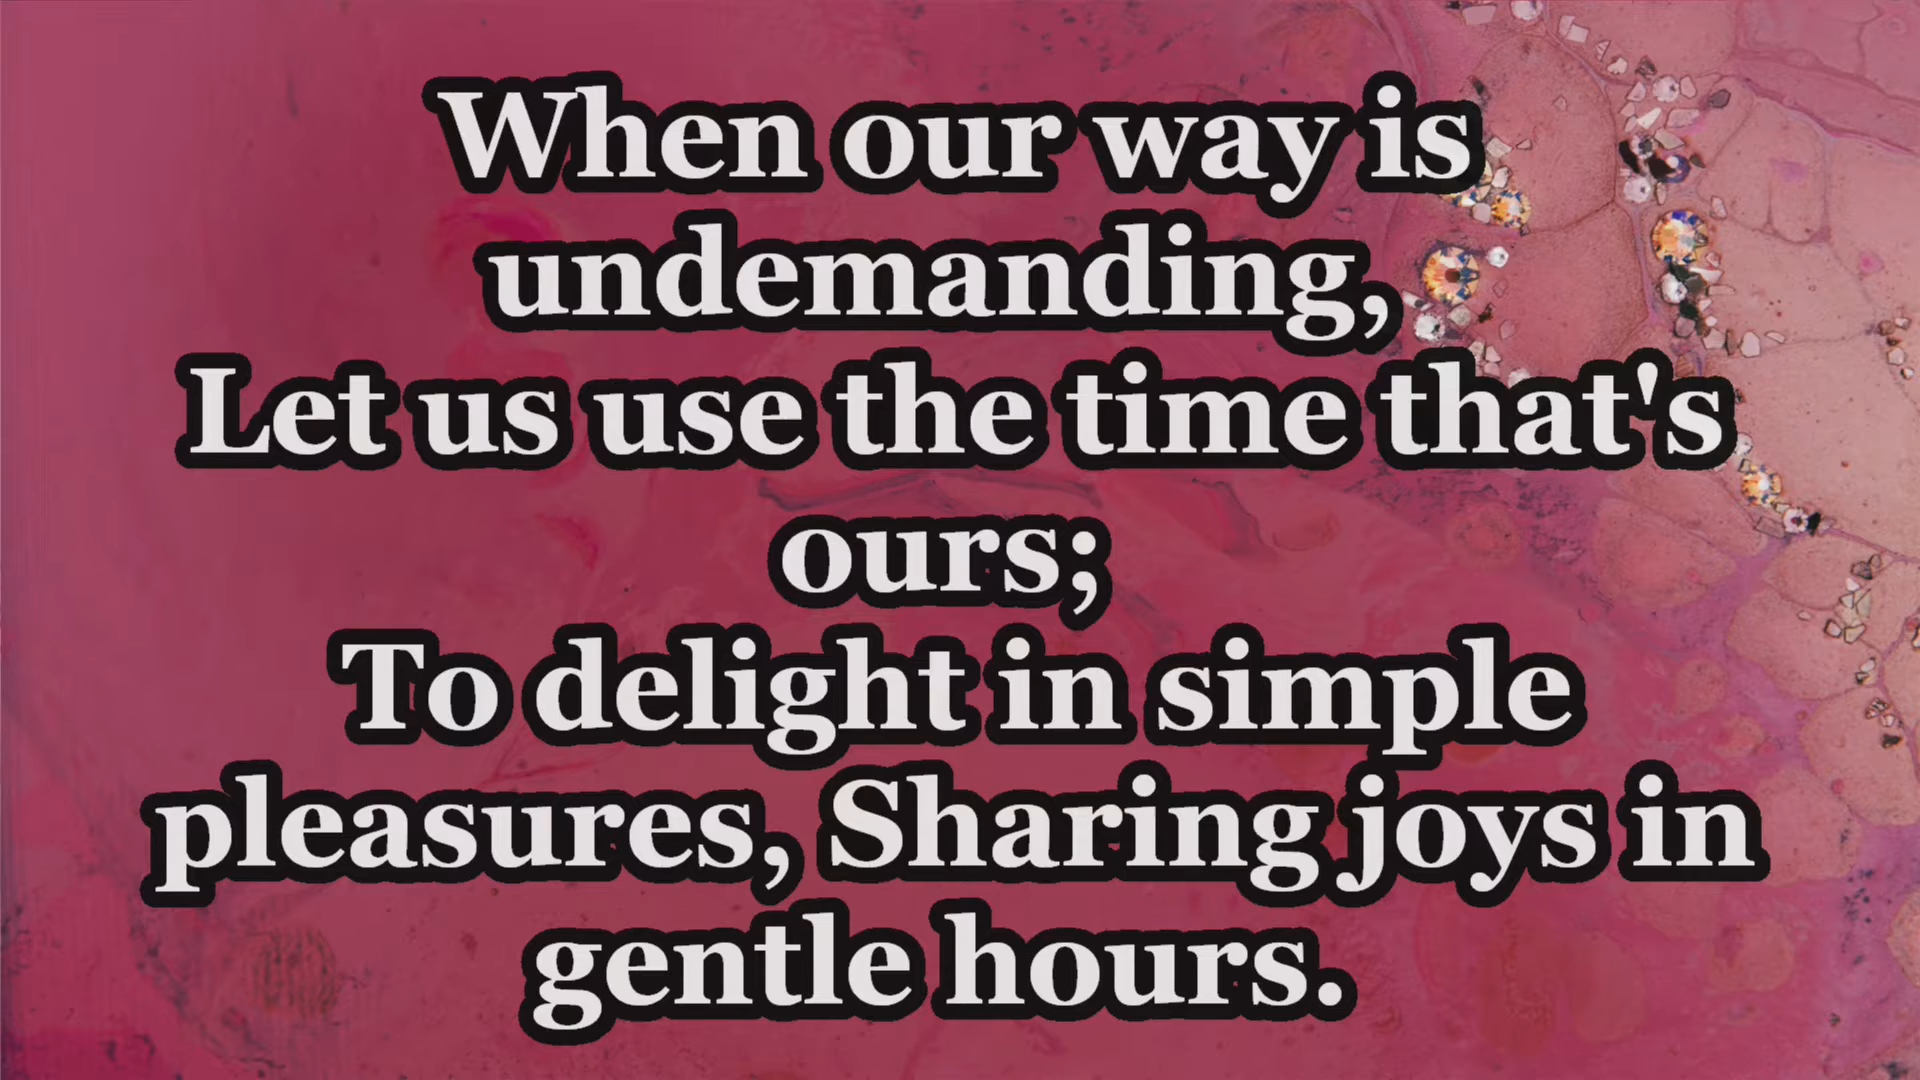 When our way is
undemanding,
Let us use the time that's
ours;
To delight in simple
pleasures, Sharing joys in
gentle hours.